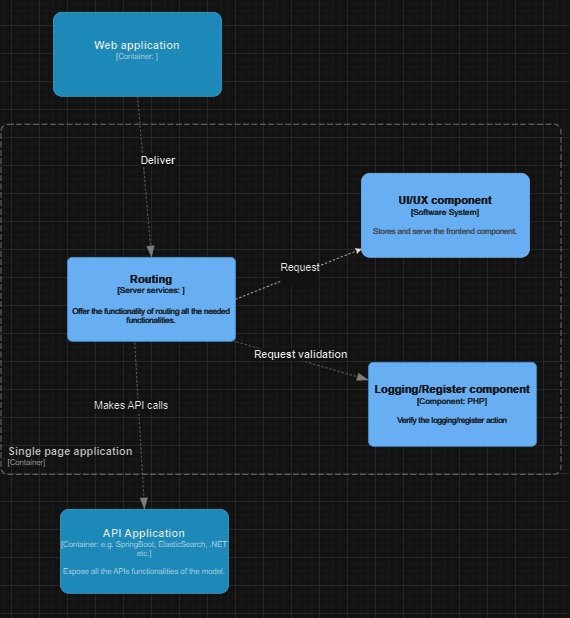 Web application
[Container: ]
Deliver
UI/UX component
[Software System]
Stores and serve the frontend component.
Request
Routing
[Server services: ]
Offer the functionality of routing all the needed
functionalities.
Request validation
Logging/Register component
[Component: PHP]
Verify the logging/register action
Makes API calls
Single page application
[Container]
API Application
[Container: e.g. SpringBoot, ElasticSearch, .NET
etc.]
Expose all the APIs functionalities of the model.